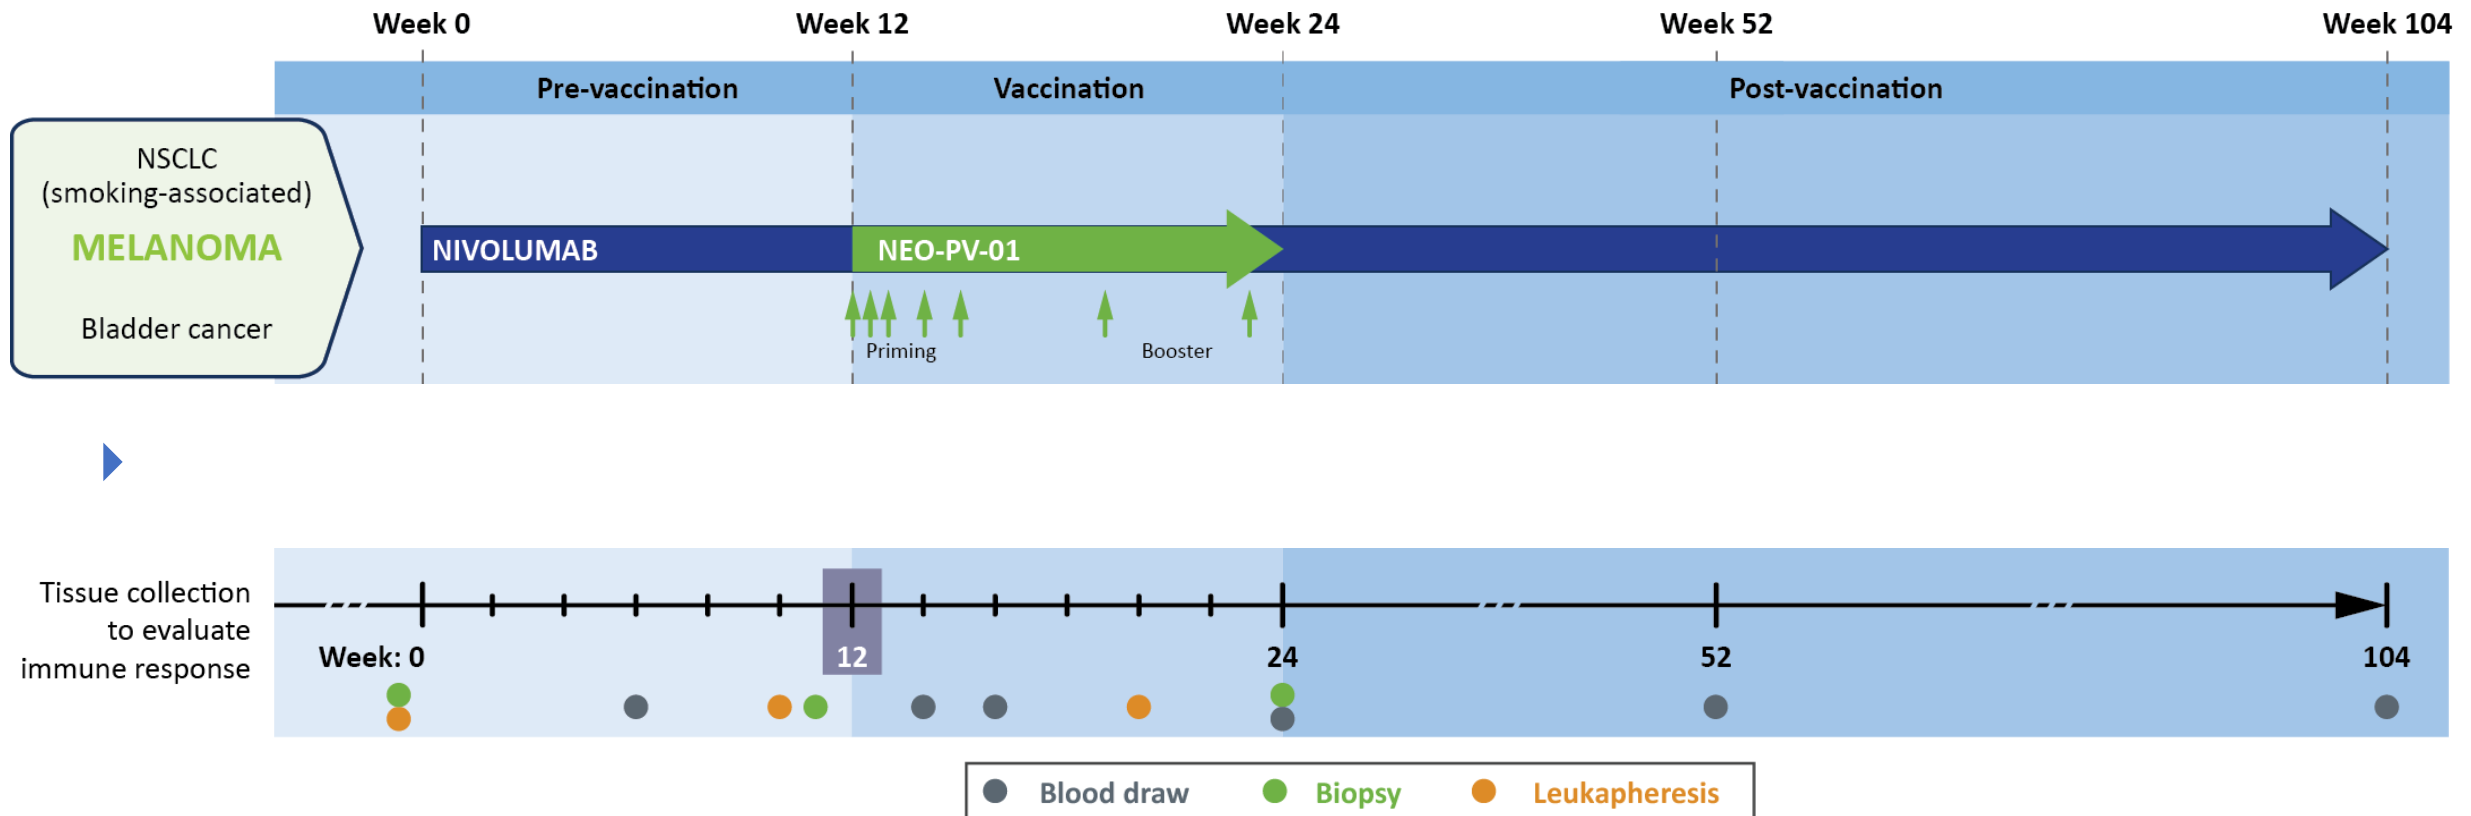 Week 0
Week 12
Week 24
Week 52
Week 104
Pre-vaccination
Vaccination
Post-vaccination
NSCLC
(smoking-associated)
MELANOMA
Bladder cancer
NIVOLUMAB
NEO-PV-01
Priming
Booster
Tissue collection
to evaluate
immune response
Week: 0
12
24
52
104
Blood draw
Biopsy
Leukapheresis